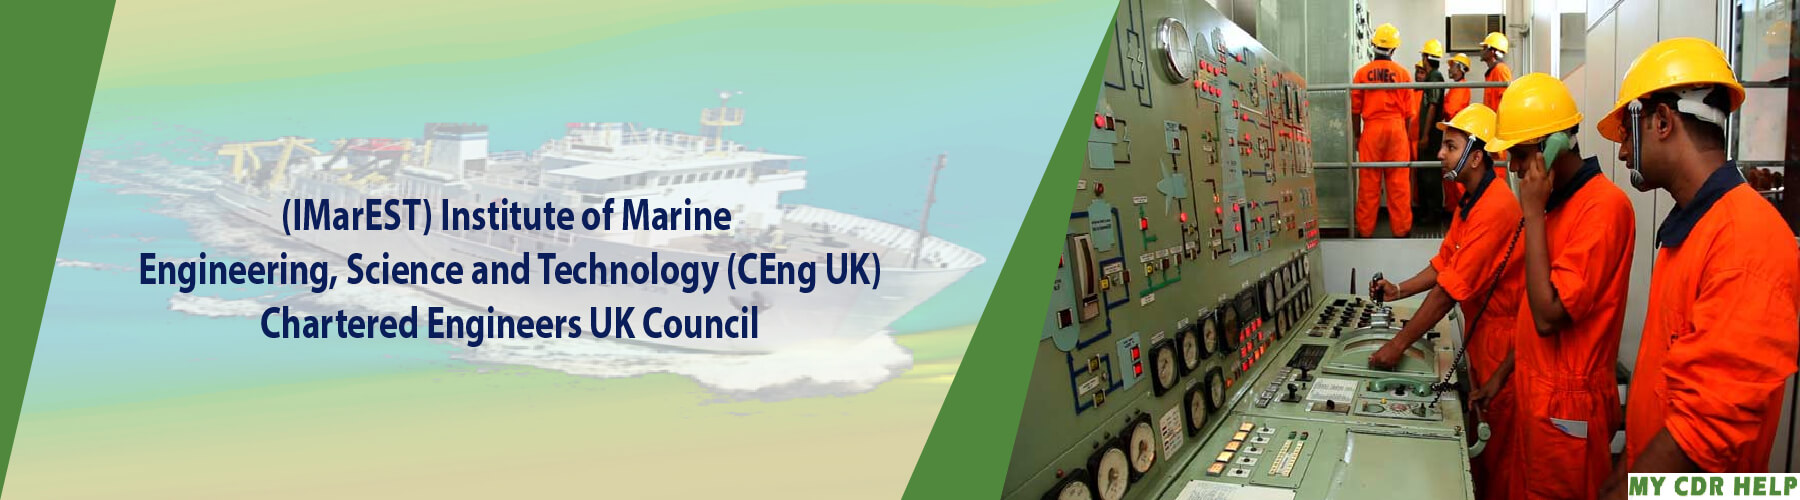 (IMarEST) Institute of Marine
Engineering, Science and Technology (CEng UK)
Chartered Engineers UK Council
CINEC
MY CDR HELP